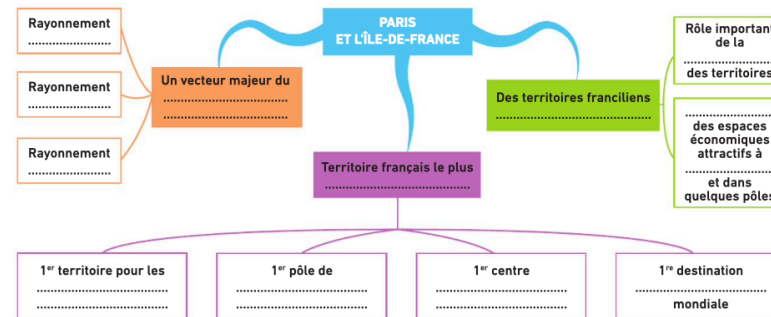 PARIS
ET L'ÎLE-DE-FRANCE
Rayonnement
....................
Rayonnement
....................
Rayonnement
....................
Un vecteur majeur du
..............................
..............................
Territoire français le plus
...................................
Des territoires franciliens
...................................
Rôle important
de la
....................
des territoires
....................
des espaces
économiques
attractifs à
....................
et dans
quelques pôles
1er territoire pour les
..............................
..............................
1er pôle de
..............................
..............................
1er centre
..............................
..............................
1re destination
..............................
mondiale